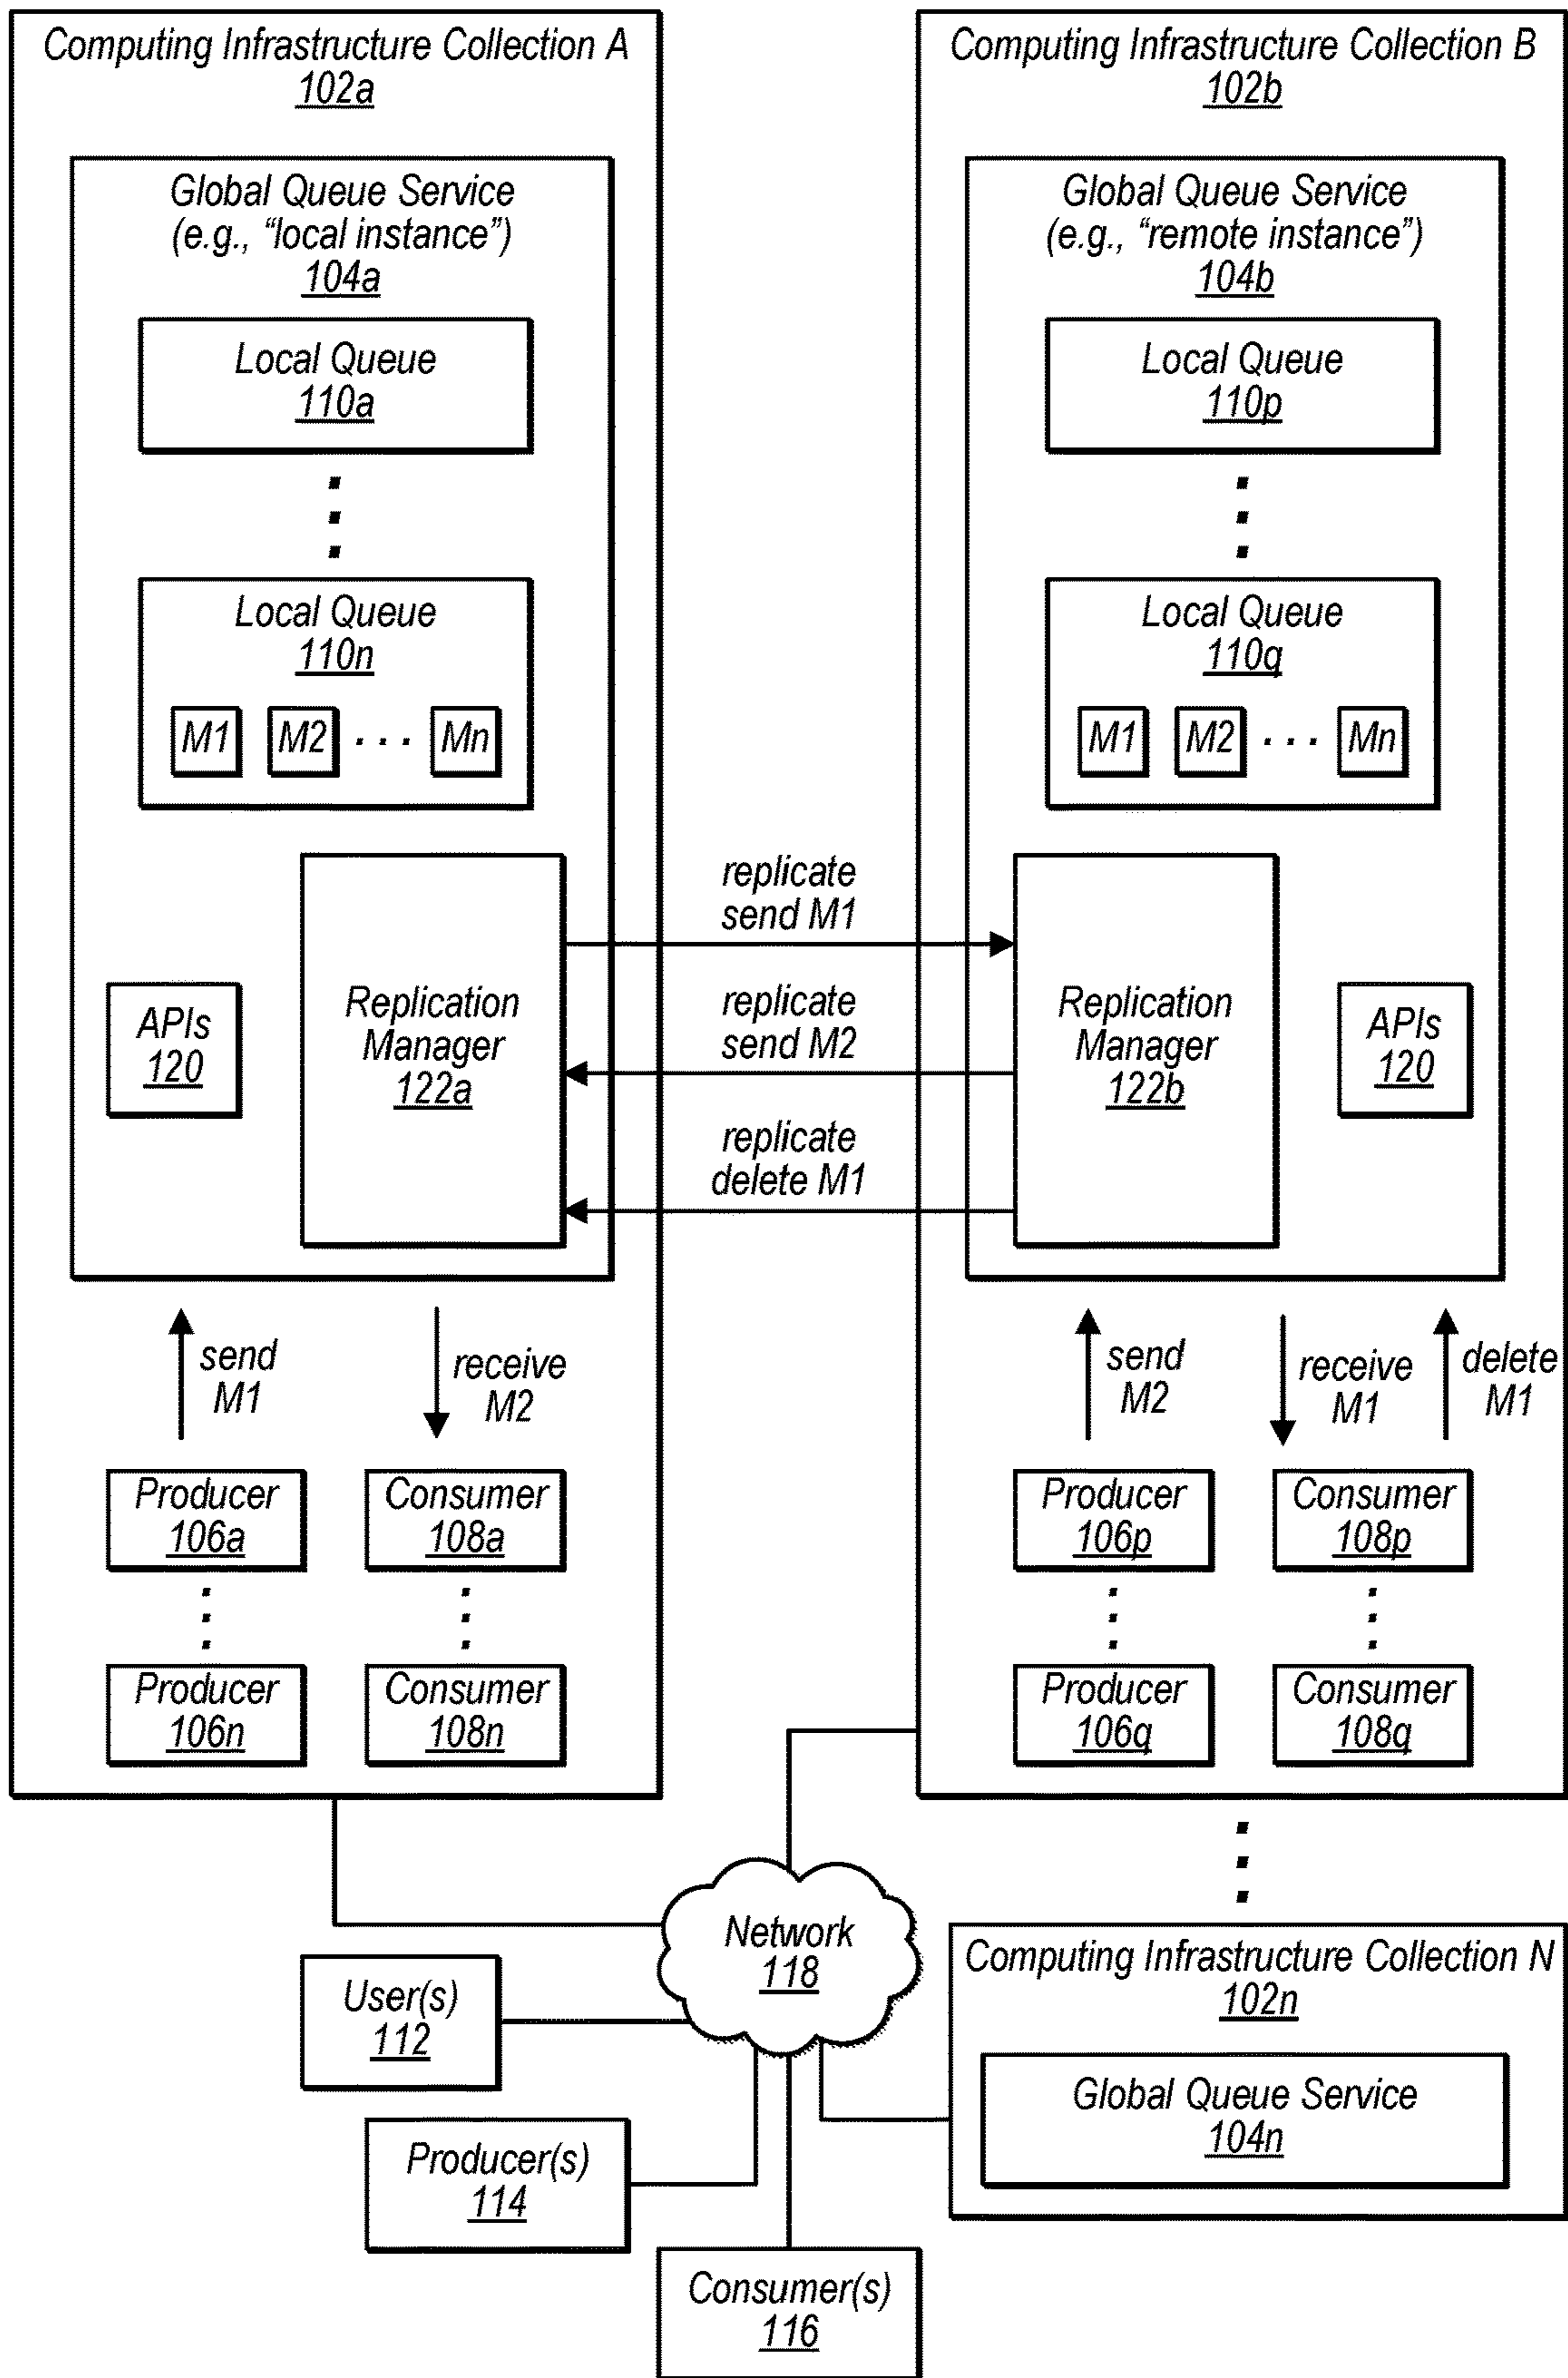 Computing Infrastructure Collection A
102a
Global Queue Service
(e.g., “local instance”)
104a
Local Queue
110a
Local Queue
110n
M1 M2 ... Mn
APIs
120
Replication
Manager
122a
replicate
send M1
replicate
send M2
replicate
delete M1
send
M1
receive
M2
Producer
106a
Consumer
108a
Producer
106n
Consumer
108n
Computing Infrastructure Collection B
102b
Global Queue Service
(e.g., “remote instance”)
104b
Local Queue
110p
Local Queue
110q
M1 M2 ... Mn
Replication
Manager
122b
APIs
120
send
M2
receive
M1
delete
M1
Producer
106p
Consumer
108p
Producer
106q
Consumer
108q
Network
118
User(s)
112
Producer(s)
114
Consumer(s)
116
Computing Infrastructure Collection N
102n
Global Queue Service
104n